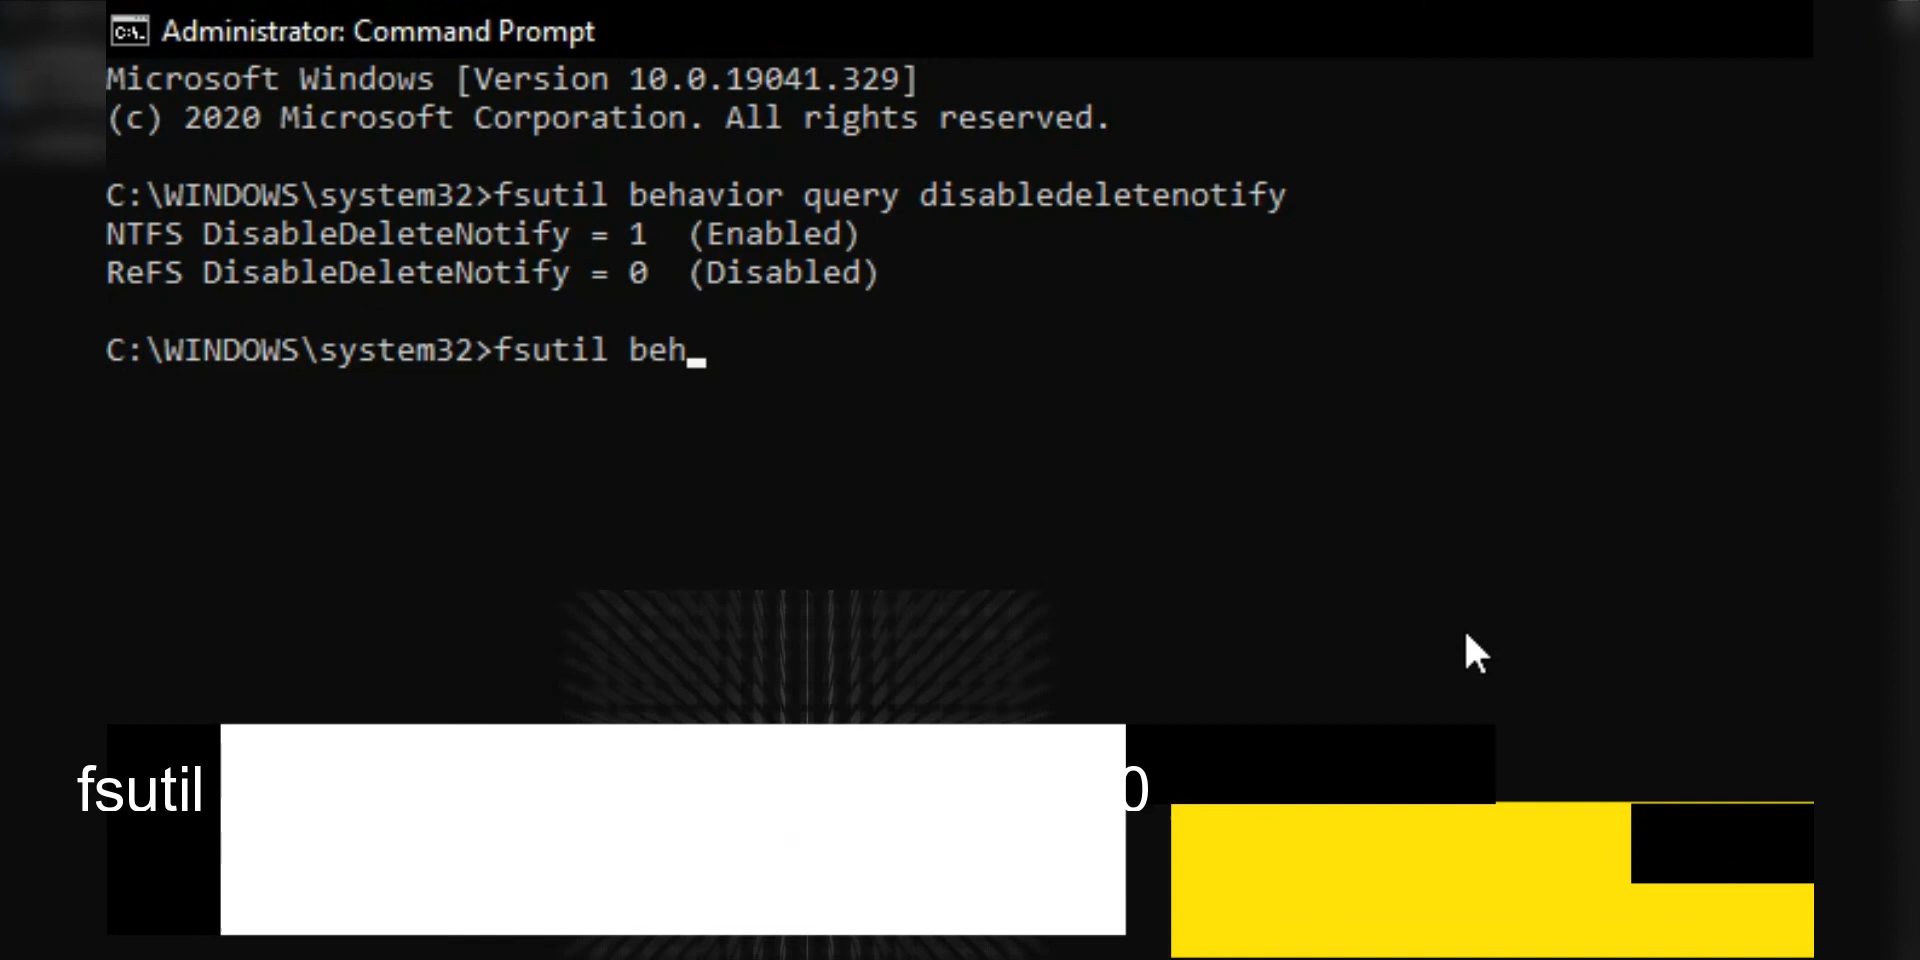 Administrator: Command Prompt
Microsoft Windows [Version 10.0.19041.329]
(c) 2020 Microsoft Corporation. All rights reserved.
C:\WINDOWS\system32>fsutil behavior query disabledeletenotify
NTFS DisableDeleteNotify = 1  (Enabled)
ReFS DisableDeleteNotify = 0  (Disabled)
C:\WINDOWS\system32>fsutil beh
fsutil 0